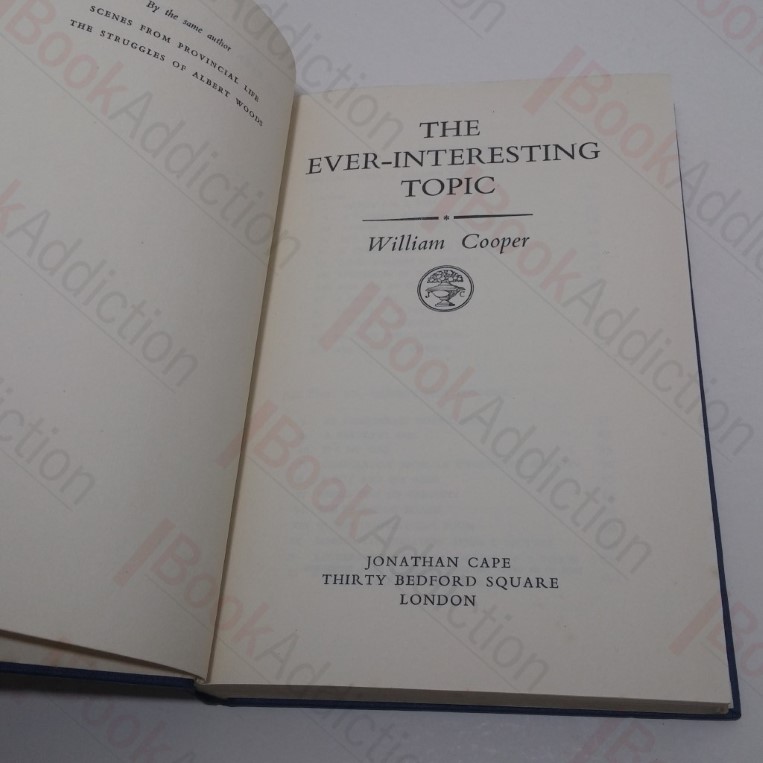 By the same author
SCENES FROM PROVINCIAL LIFE
THE STRUGGLES OF ALBERT WOODS
THE
EVER-INTERESTING
TOPIC
William Cooper
J C
JONATHAN CAPE
THIRTY BEDFORD SQUARE
LONDON
BookAddiction